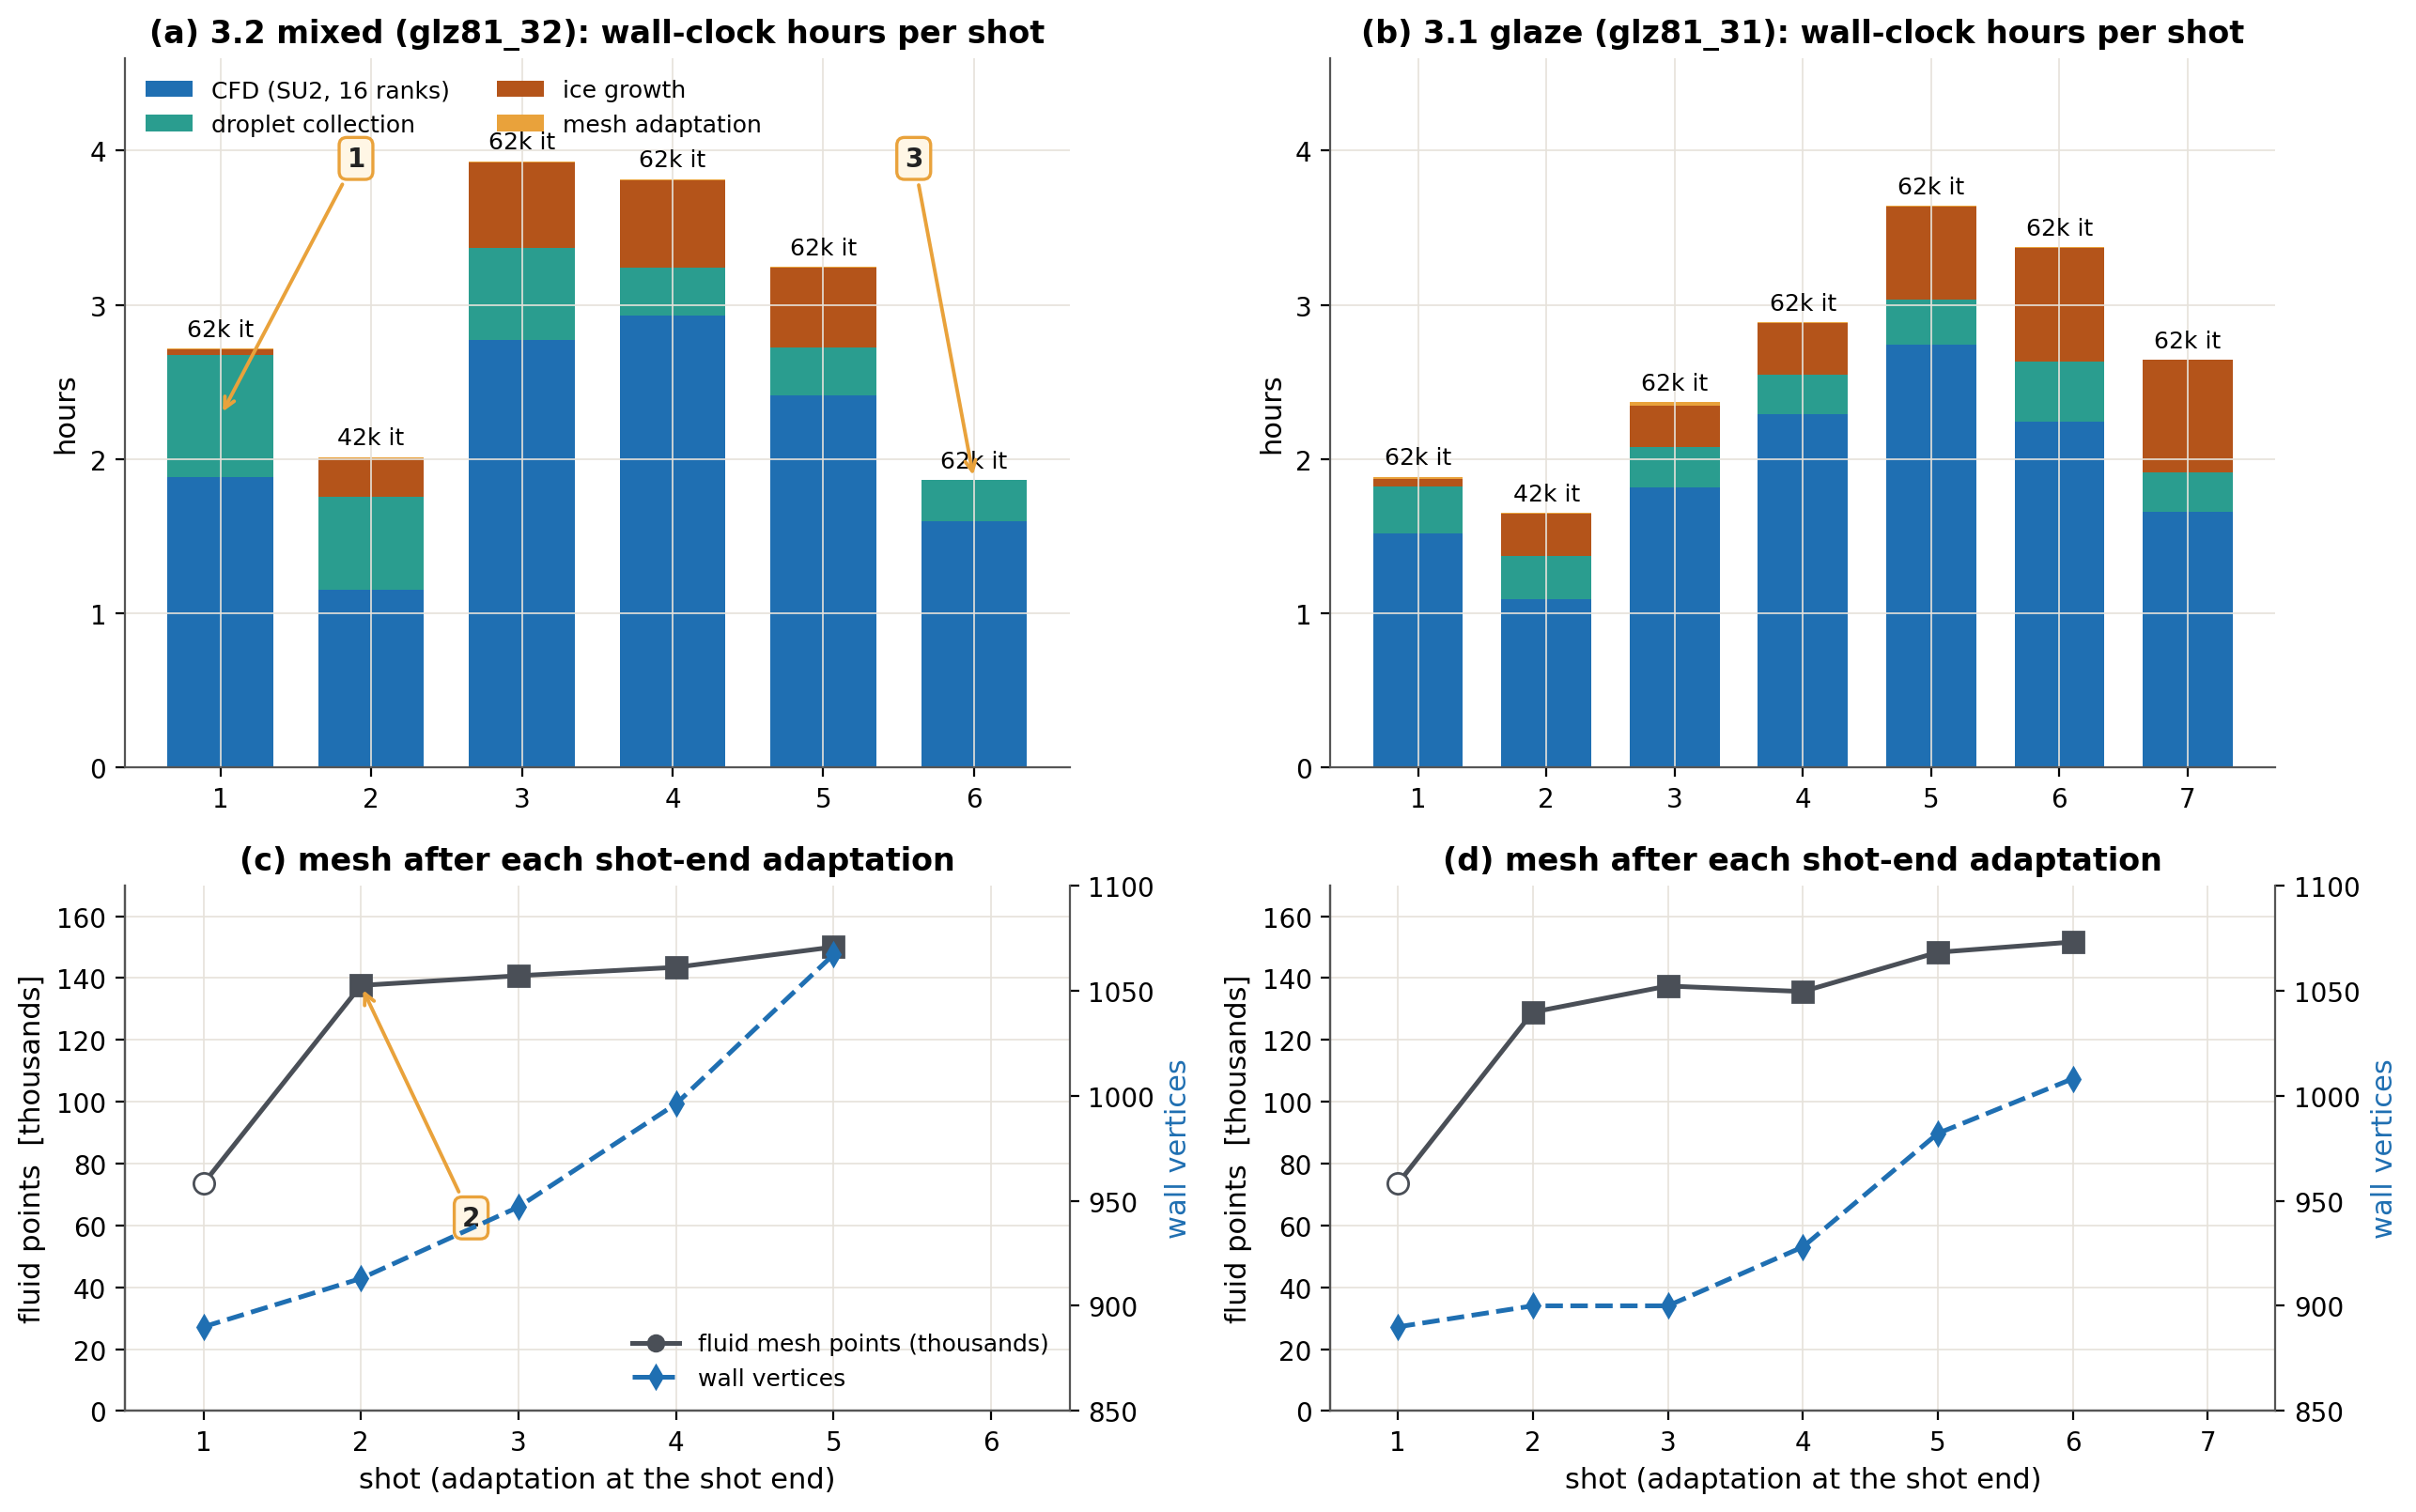 (a) 3.2 mixed (glz81_32): wall-clock hours per shot
CFD (SU2, 16 ranks)
droplet collection
ice growth
mesh adaptation
hours
4
3
2
1
0
1
3
62k it
42k it
62k it
62k it
62k it
62k it
1
2
3
4
5
6
(b) 3.1 glaze (glz81_31): wall-clock hours per shot
hours
4
3
2
1
0
62k it
42k it
62k it
62k it
62k it
62k it
62k it
1
2
3
4
5
6
7
(c) mesh after each shot-end adaptation
fluid points [thousands]
160
140
120
100
80
60
40
20
0
2
fluid mesh points (thousands)
wall vertices
1100
1050
1000
950
900
850
wall vertices
1
2
3
4
5
6
shot (adaptation at the shot end)
(d) mesh after each shot-end adaptation
fluid points [thousands]
160
140
120
100
80
60
40
20
0
1100
1050
1000
950
900
850
wall vertices
1
2
3
4
5
6
7
shot (adaptation at the shot end)